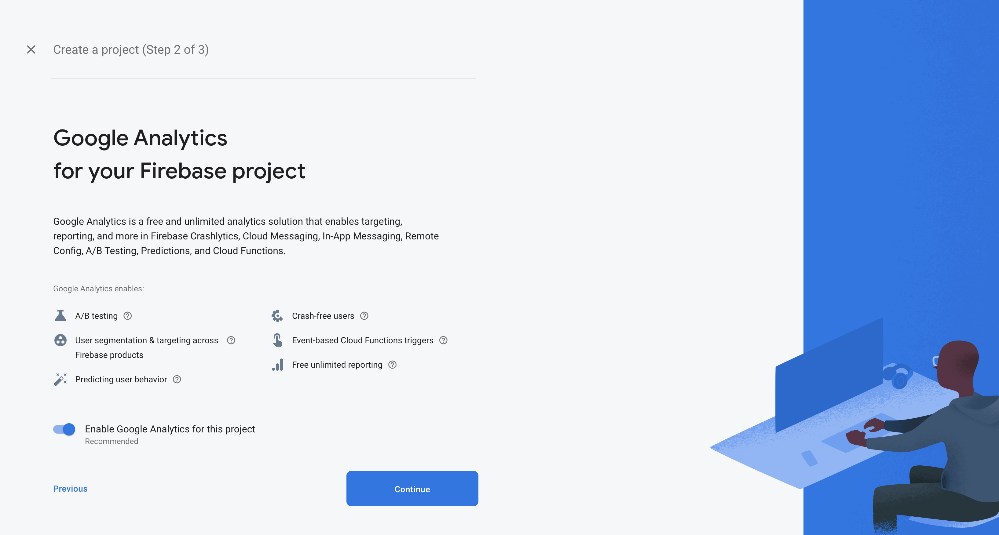 Create a project (Step 2 of 3)
Google Analytics
for your Firebase project
Google Analytics is a free and unlimited analytics solution that enables targeting,
reporting, and more in Firebase Crashlytics, Cloud Messaging, In-App Messaging, Remote
Config, A/B Testing, Predictions, and Cloud Functions.
Google Analytics enables:
A/B testing
User segmentation & targeting across
Firebase products
Predicting user behavior
Crash-free users
Event-based Cloud Functions triggers
Free unlimited reporting
Enable Google Analytics for this project
Recommended
Previous
Continue